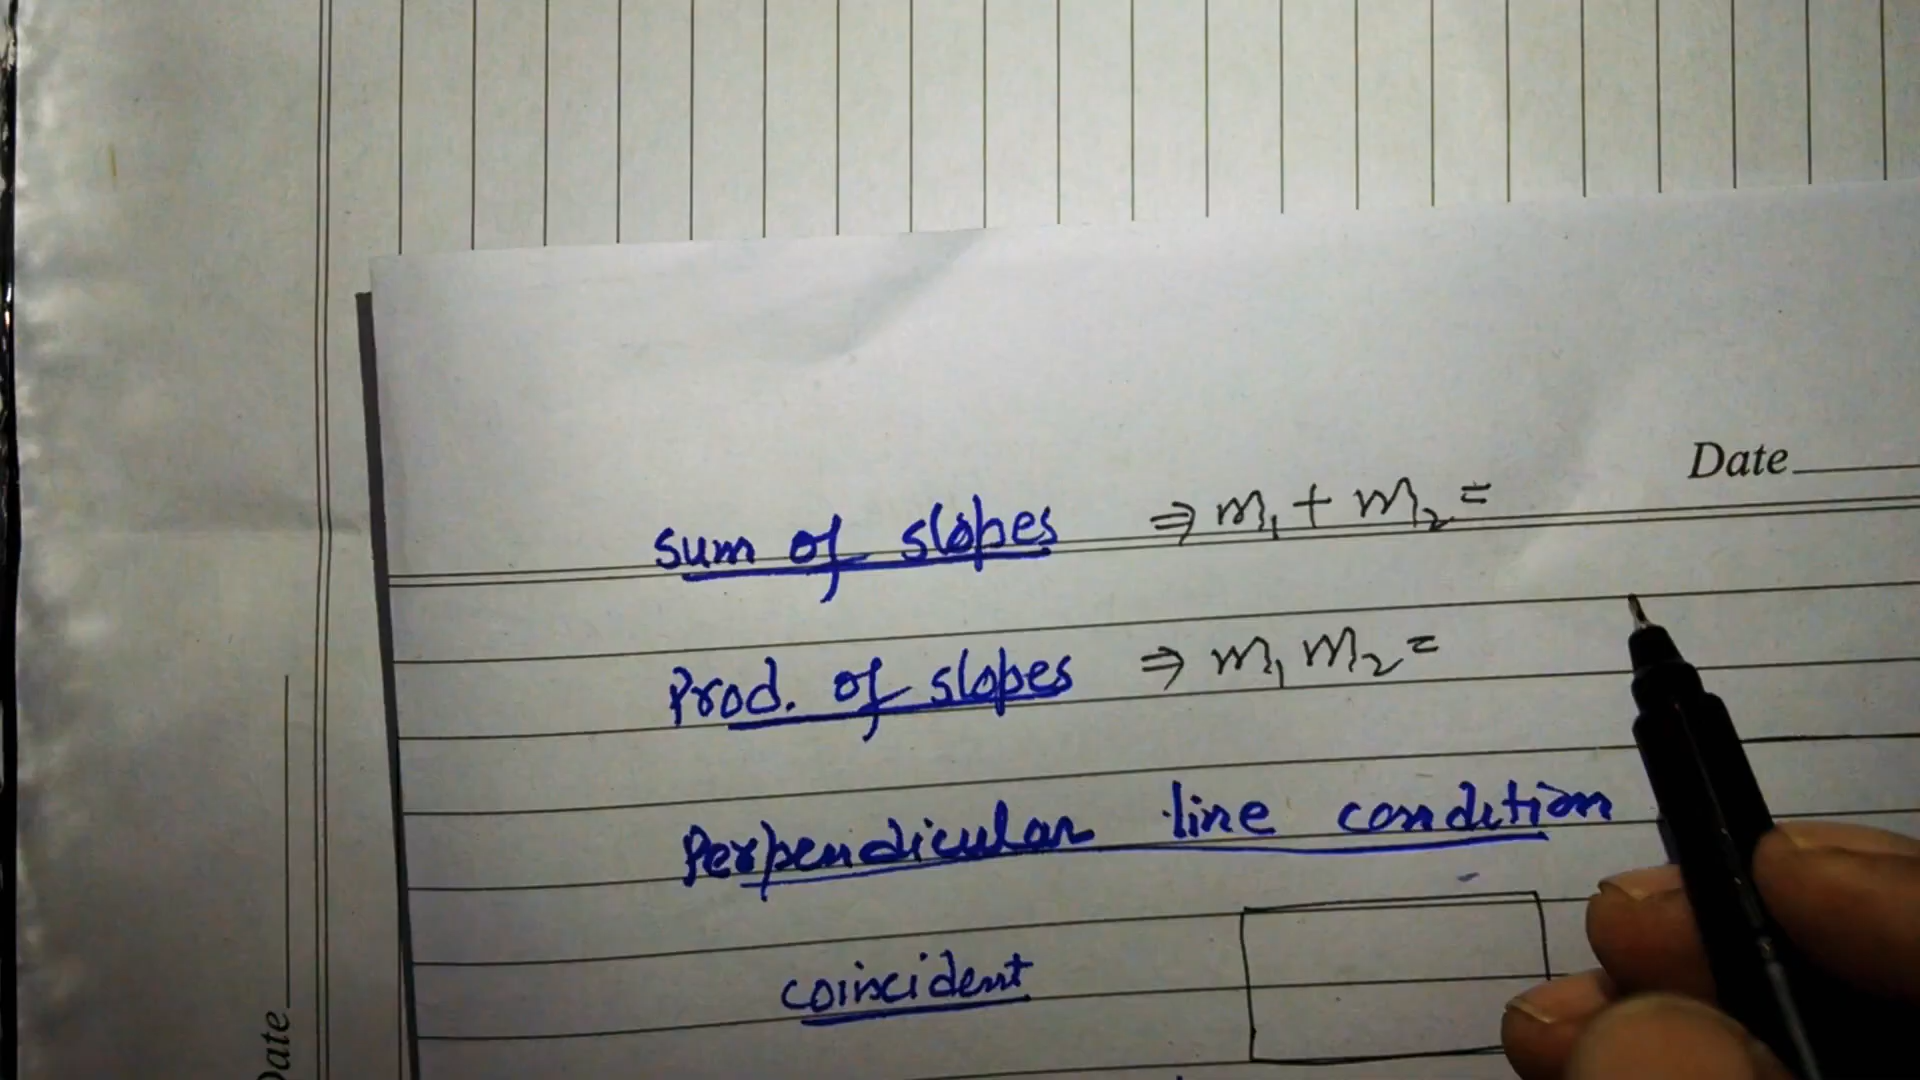 Date
Sum of slopes ⇒ m₁ + m₂ =
Prod. of slopes ⇒ m₁ m₂ =
Perpendicular line condition
coincident
Date